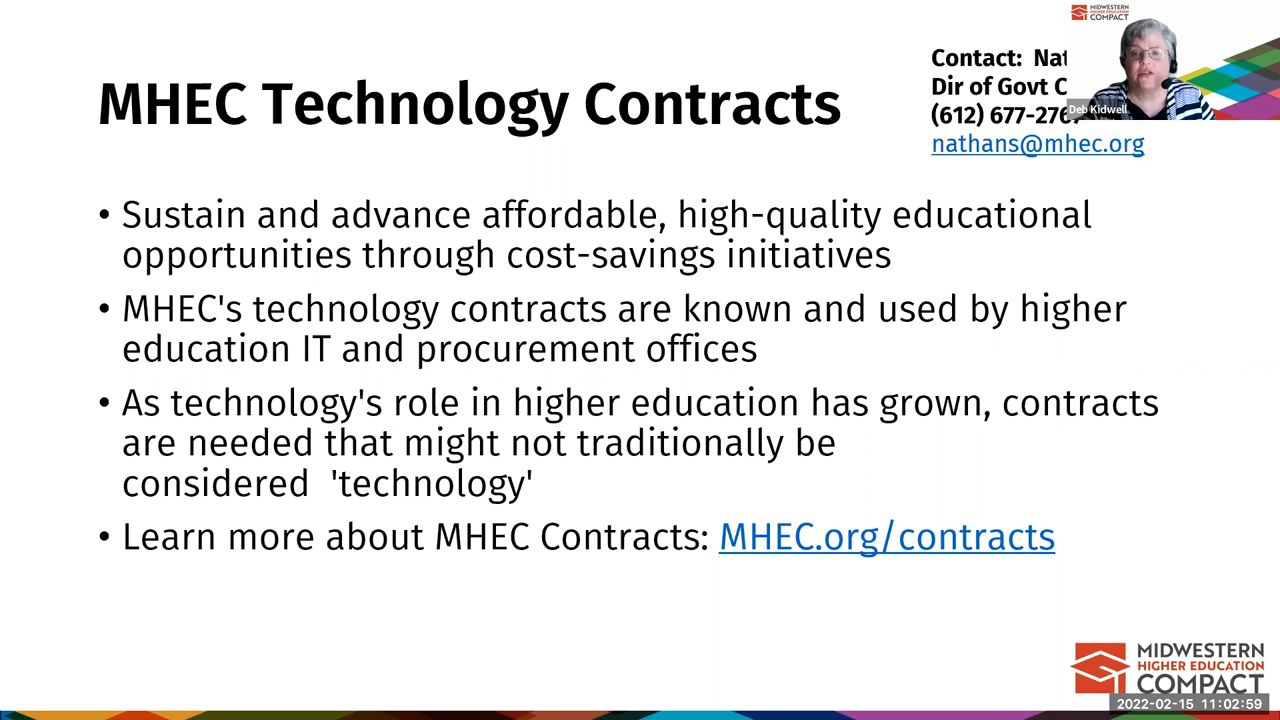 MIDWESTERN
HIGHER EDUCATION
COMPACT
Contact: Nat
Dir of Govt C
(612) 677-276
nathans@mhec.org
Deb Kidwell
MHEC Technology Contracts
• Sustain and advance affordable, high-quality educational
opportunities through cost-savings initiatives
• MHEC's technology contracts are known and used by higher
education IT and procurement offices
• As technology's role in higher education has grown, contracts
are needed that might not traditionally be
considered 'technology'
• Learn more about MHEC Contracts: MHEC.org/contracts
MIDWESTERN
HIGHER EDUCATION
COMPACT
2022-02-15 11:02:59